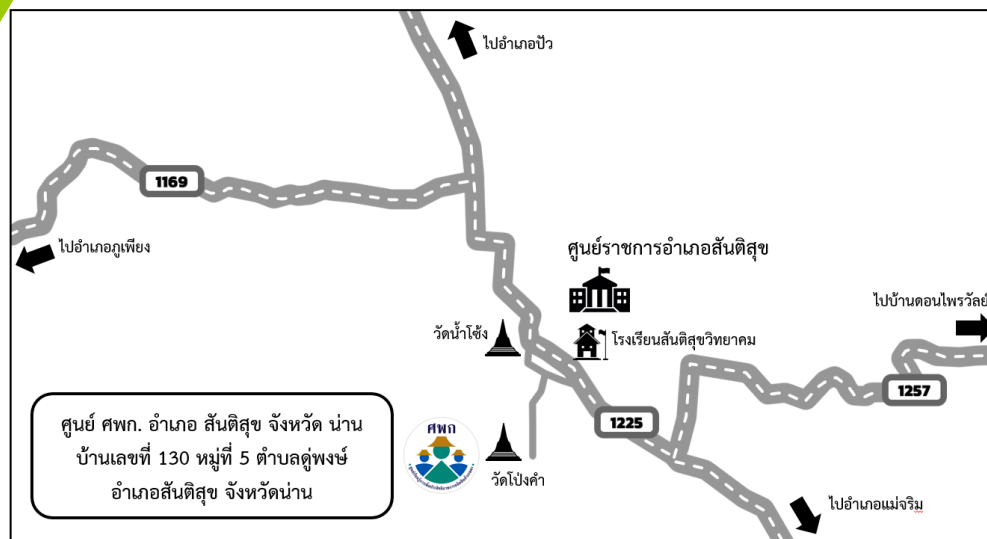 ไปอำเภอปัว
1169
ไปอำเภอภูเพียง
ศูนย์ราชการอำเภอสันติสุข
ไปบ้านดอนไพรวัลย์
วัดน้ำโซ้ง
โรงเรียนสันติสุขวิทยาคม
1257
1225
ศูนย์ ศพก. อำเภอ สันติสุข จังหวัด น่าน
บ้านเลขที่ 130 หมู่ที่ 5 ตำบลดู่พงษ์
อำเภอสันติสุข จังหวัดน่าน
ศพก
วัดโป่งคำ
ไปอำเภอแม่จริม